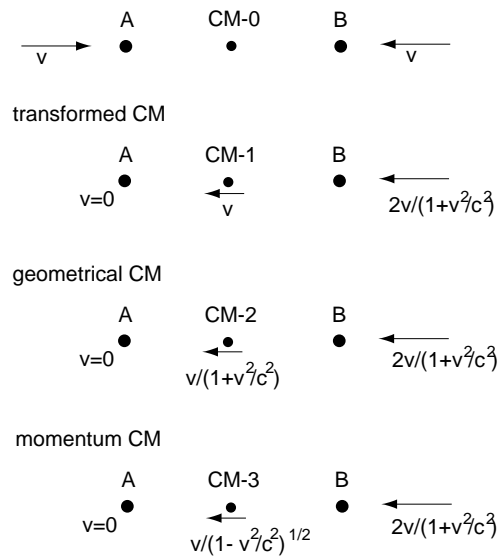 A CM-0 B
v v
transformed CM
A CM-1 B
v=0 v 2v/(1+v²/c²)
geometrical CM
A CM-2 B
v=0 v/(1+v²/c²) 2v/(1+v²/c²)
momentum CM
A CM-3 B
v=0 v/(1- v²/c²)^1/2 2v/(1+v²/c²)